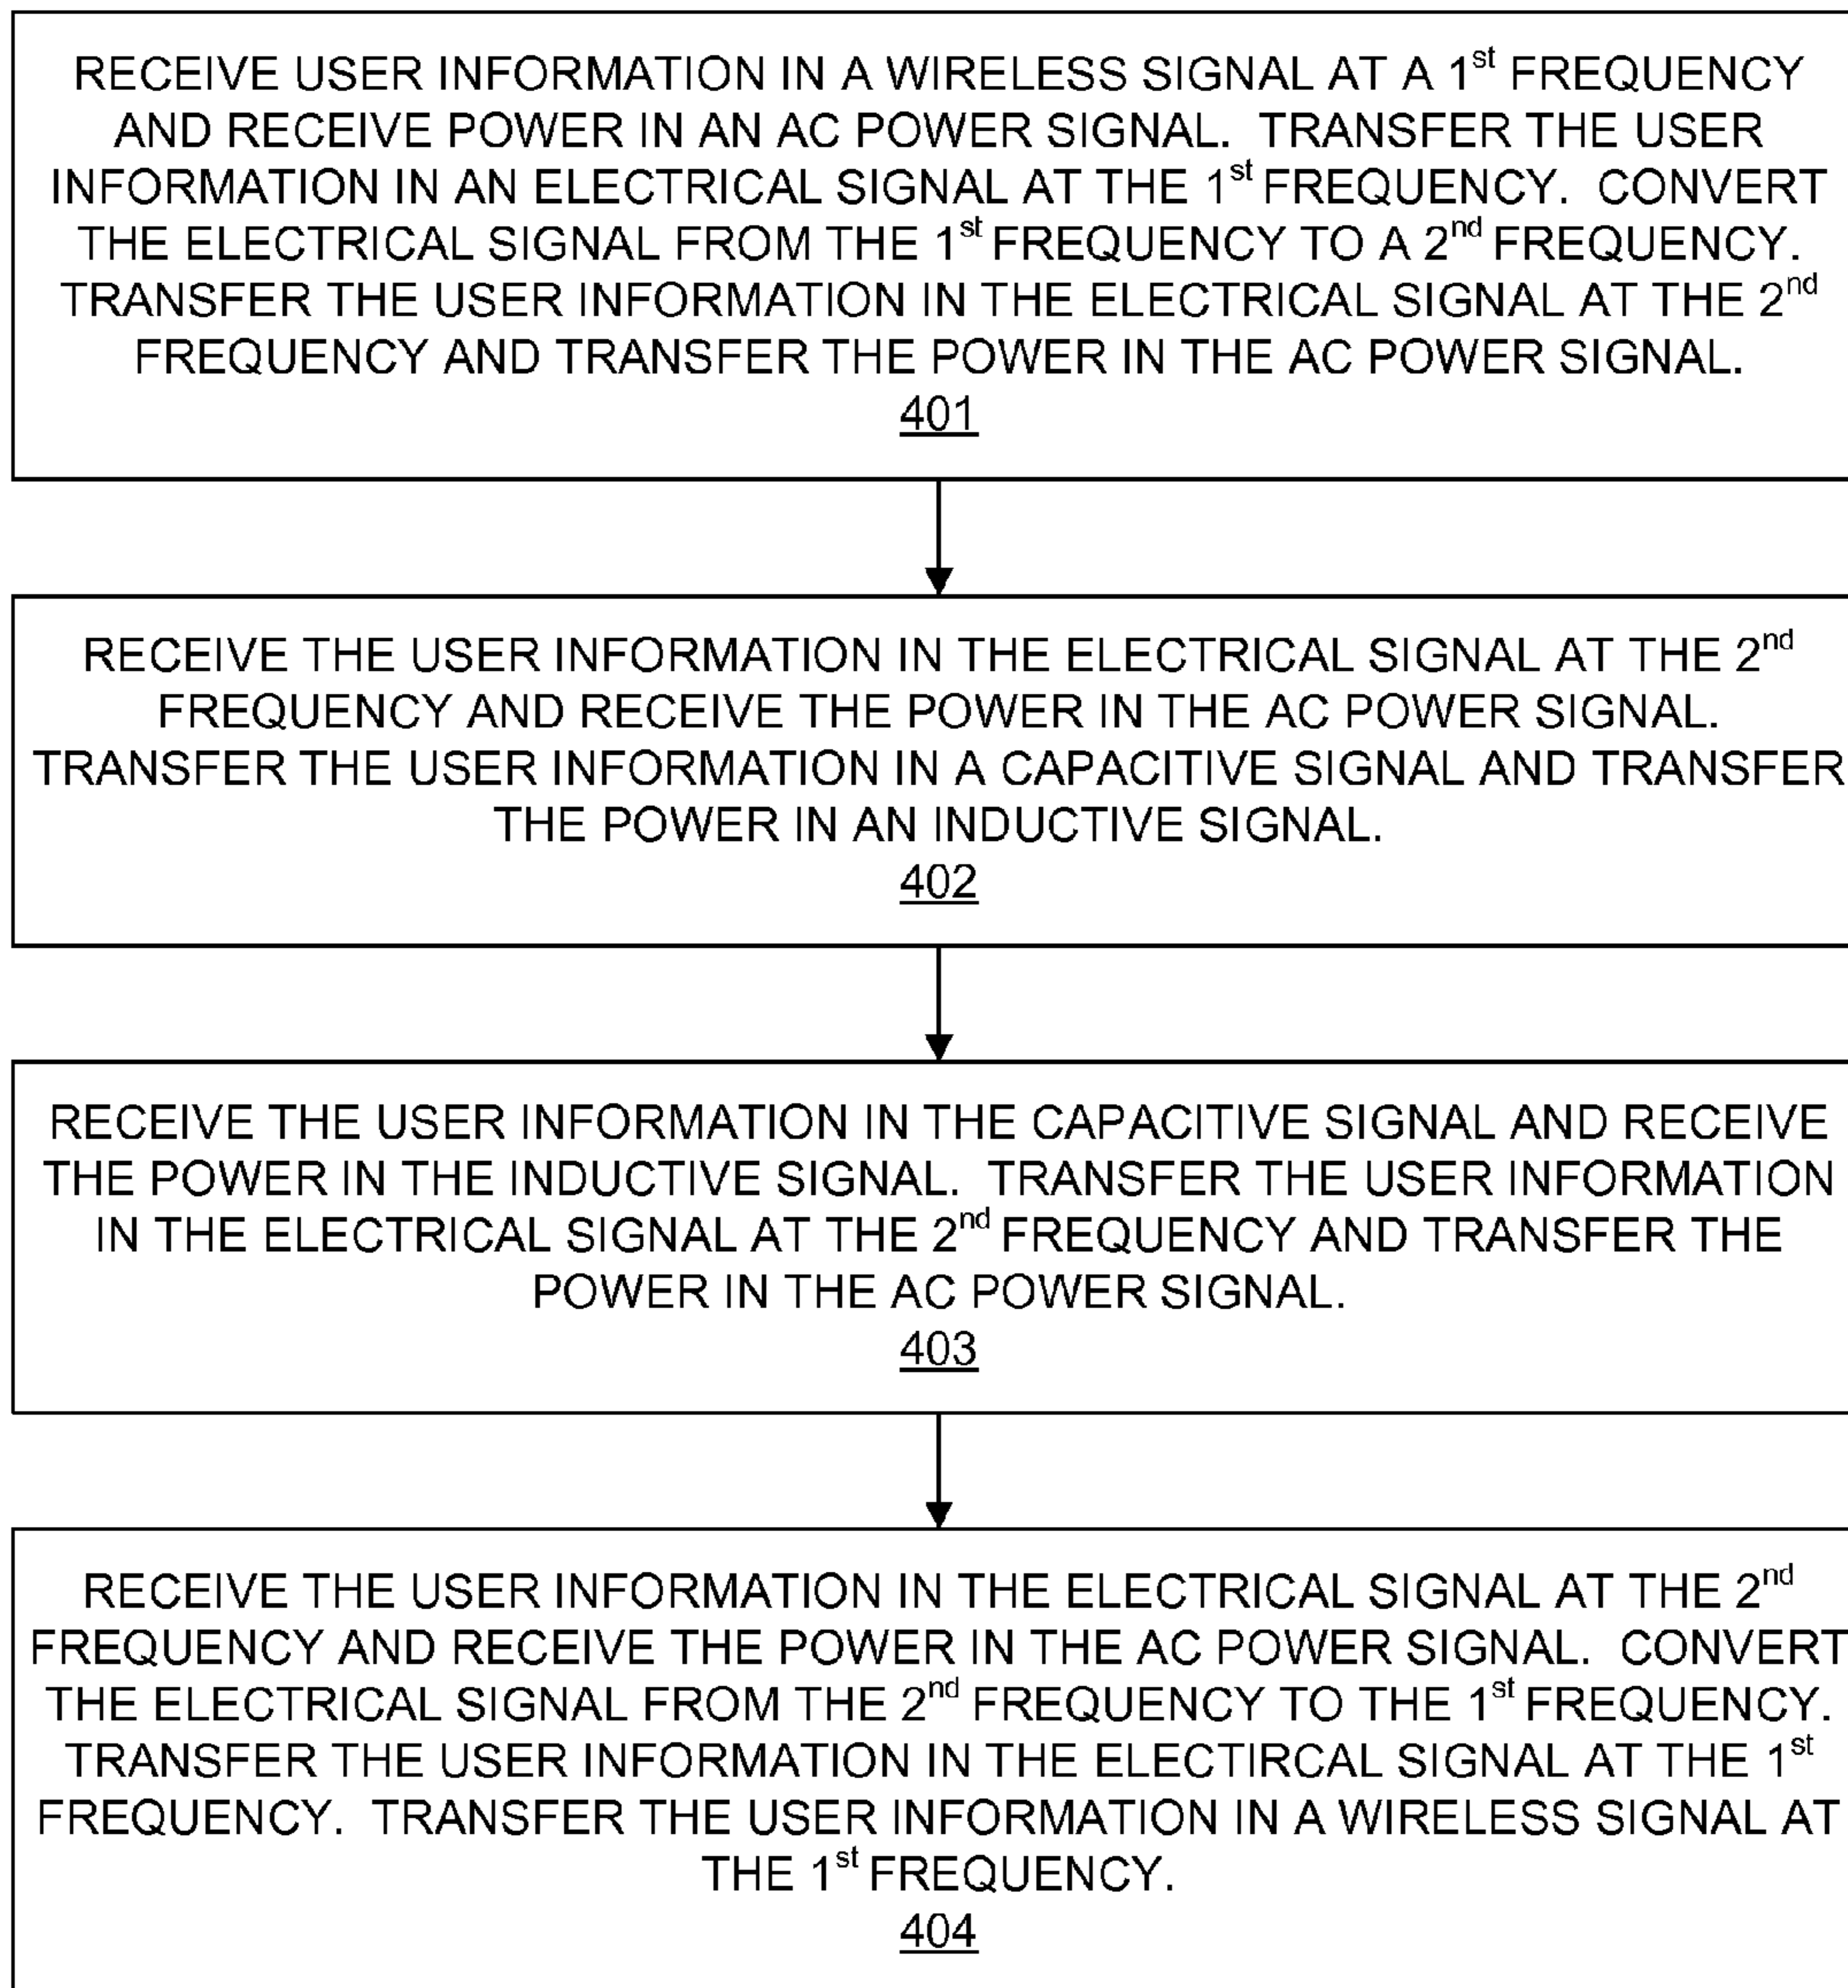 RECEIVE USER INFORMATION IN A WIRELESS SIGNAL AT A 1st FREQUENCY
AND RECEIVE POWER IN AN AC POWER SIGNAL. TRANSFER THE USER
INFORMATION IN AN ELECTRICAL SIGNAL AT THE 1st FREQUENCY. CONVERT
THE ELECTRICAL SIGNAL FROM THE 1st FREQUENCY TO A 2nd FREQUENCY.
TRANSFER THE USER INFORMATION IN THE ELECTRICAL SIGNAL AT THE 2nd
FREQUENCY AND TRANSFER THE POWER IN THE AC POWER SIGNAL.
401
RECEIVE THE USER INFORMATION IN THE ELECTRICAL SIGNAL AT THE 2nd
FREQUENCY AND RECEIVE THE POWER IN THE AC POWER SIGNAL.
TRANSFER THE USER INFORMATION IN A CAPACITIVE SIGNAL AND TRANSFER
THE POWER IN AN INDUCTIVE SIGNAL.
402
RECEIVE THE USER INFORMATION IN THE CAPACITIVE SIGNAL AND RECEIVE
THE POWER IN THE INDUCTIVE SIGNAL. TRANSFER THE USER INFORMATION
IN THE ELECTRICAL SIGNAL AT THE 2nd FREQUENCY AND TRANSFER THE
POWER IN THE AC POWER SIGNAL.
403
RECEIVE THE USER INFORMATION IN THE ELECTRICAL SIGNAL AT THE 2nd
FREQUENCY AND RECEIVE THE POWER IN THE AC POWER SIGNAL. CONVERT
THE ELECTRICAL SIGNAL FROM THE 2nd FREQUENCY TO THE 1st FREQUENCY.
TRANSFER THE USER INFORMATION IN THE ELECTIRCAL SIGNAL AT THE 1st
FREQUENCY. TRANSFER THE USER INFORMATION IN A WIRELESS SIGNAL AT
THE 1st FREQUENCY.
404